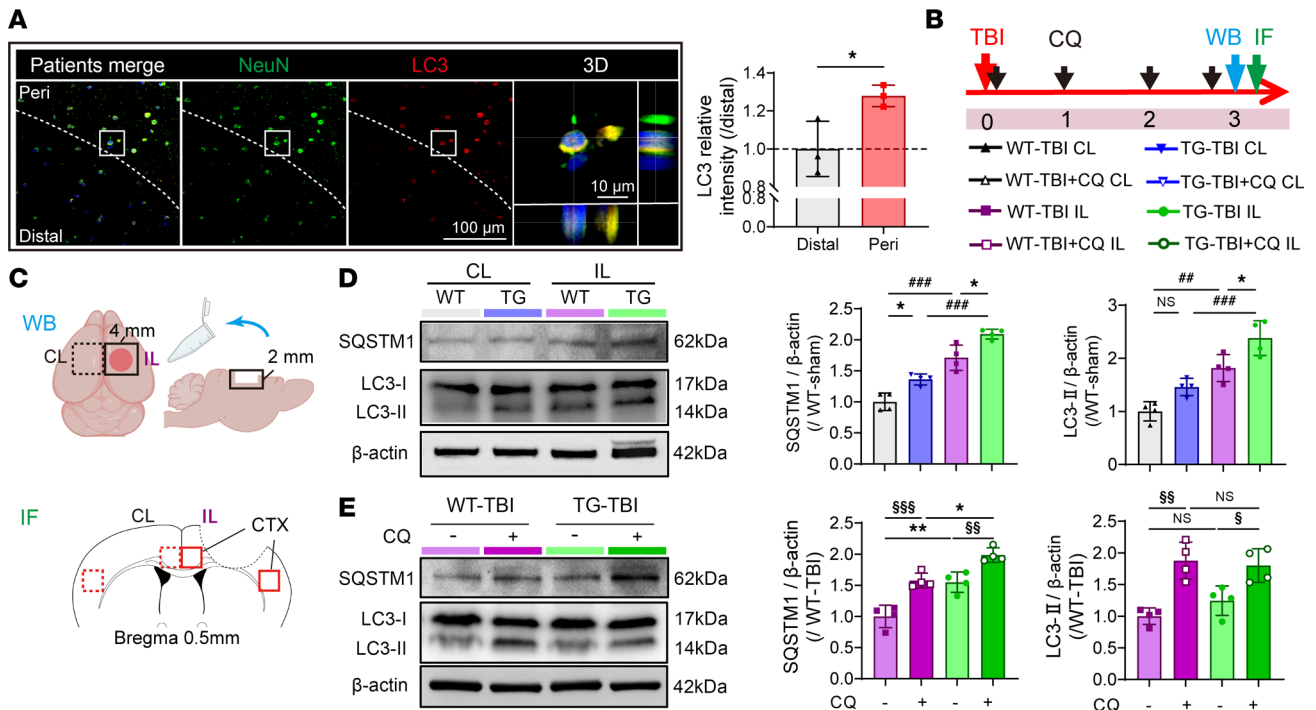 A
Patients merge
NeuN
LC3
3D
Peri
Distal
100 µm
10 µm
LC3 relative
intensity (/distal)
1.4
1.2
1.0
0.8
0.0
*
Distal
Peri
B
TBI
CQ
WB
IF
0
1
2
3
WT-TBI CL
TG-TBI CL
WT-TBI+CQ CL
TG-TBI+CQ CL
WT-TBI IL
TG-TBI IL
WT-TBI+CQ IL
TG-TBI+CQ IL
C
WB
4 mm
CL
IL
2 mm
IF
CL
IL
CTX
Bregma 0.5mm
D
CL
IL
WT
TG
WT
TG
SQSTM1
62kDa
LC3-I
17kDa
LC3-II
14kDa
β-actin
42kDa
SQSTM1 / β-actin
(/ WT-sham)
2.5
2.0
1.5
1.0
0.5
0.0
###
*
*
###
LC3-II / β-actin
(/WT-sham)
3
2
1
0
##
*
NS
###
E
WT-TBI
TG-TBI
CQ
-
+
-
+
SQSTM1
62kDa
LC3-I
17kDa
LC3-II
14kDa
β-actin
42kDa
SQSTM1 / β-actin
(/ WT-TBI)
2.5
2.0
1.5
1.0
0.5
0.0
§§§
*
**
§§
CQ
-
+
-
+
LC3-II / β-actin
(/WT-TBI)
2.5
2.0
1.5
1.0
0.5
0.0
§§
NS
NS
§
CQ
-
+
-
+